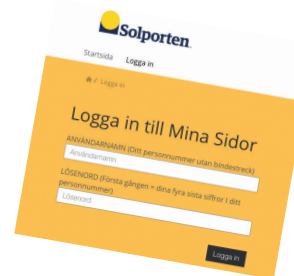 Solporten
Startsida Logga in
/ Logga in
Logga in till Mina Sidor
ANVÄNDARNAMN (Ditt personnummer utan bindestreck)
Användarnamn
LÖSENORD (Första gången = dina fyra sista siffror I ditt
personnummer)
Lösenord
Logga in